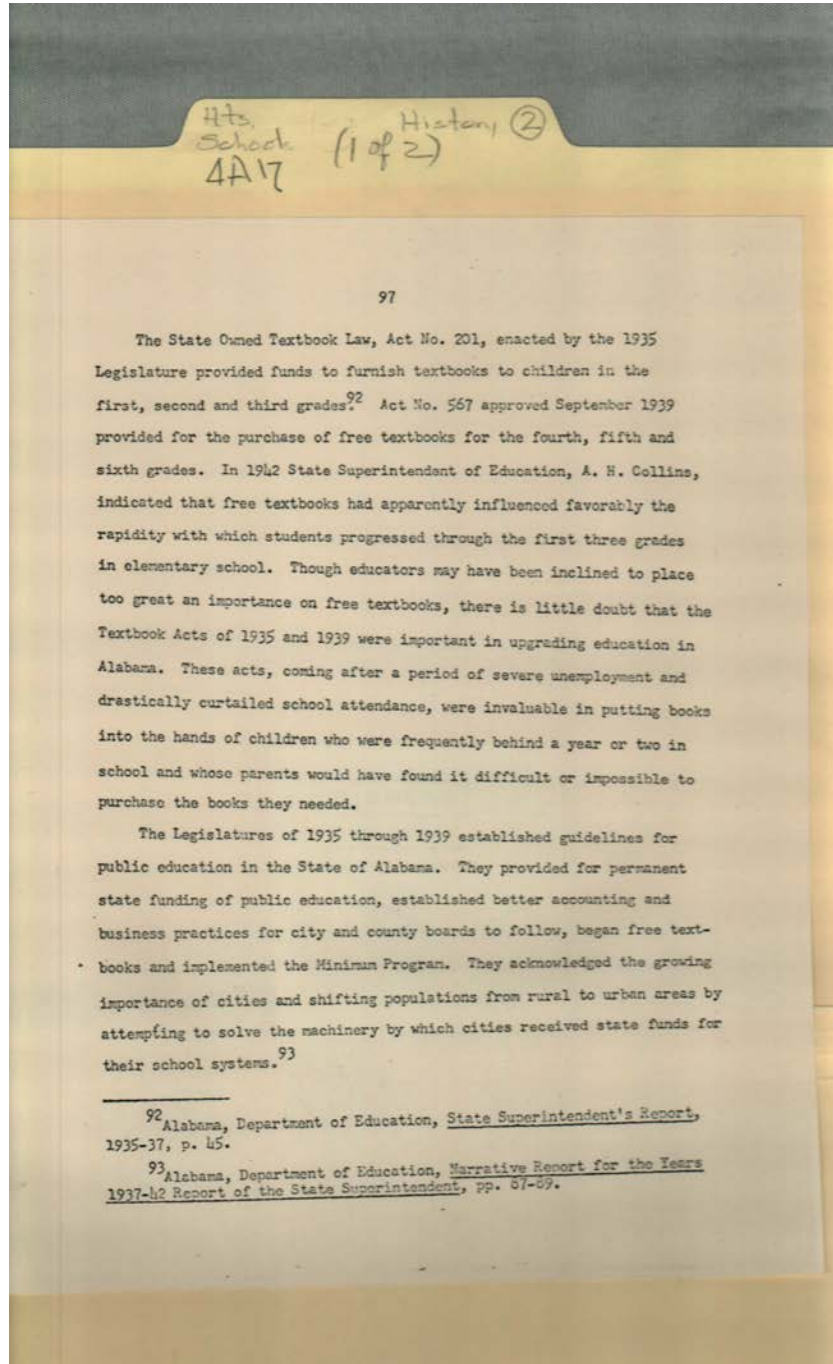 Hts. History ②
School (1 of 2)
4A17
97
The State Owned Textbook Law, Act No. 201, enacted by the 1935
Legislature provided funds to furnish textbooks to children in the
first, second and third grades.92 Act No. 567 approved September 1939
provided for the purchase of free textbooks for the fourth, fifth and
sixth grades. In 1942 State Superintendent of Education, A. H. Collins,
indicated that free textbooks had apparently influenced favorably the
rapidity with which students progressed through the first three grades
in elementary school. Though educators may have been inclined to place
too great an importance on free textbooks, there is little doubt that the
Textbook Acts of 1935 and 1939 were important in upgrading education in
Alabama. These acts, coming after a period of severe unemployment and
drastically curtailed school attendance, were invaluable in putting books
into the hands of children who were frequently behind a year or two in
school and whose parents would have found it difficult or impossible to
purchase the books they needed.
The Legislatures of 1935 through 1939 established guidelines for
public education in the State of Alabama. They provided for permanent
state funding of public education, established better accounting and
business practices for city and county boards to follow, began free text-
books and implemented the Minimum Program. They acknowledged the growing
importance of cities and shifting populations from rural to urban areas by
attempting to solve the machinery by which cities received state funds for
their school systems.93
92Alabama, Department of Education, State Superintendent's Report,
1935-37, p. 45.
93Alabama, Department of Education, Narrative Report for the Years
1937-42 Report of the State Superintendent, pp. 87-89.